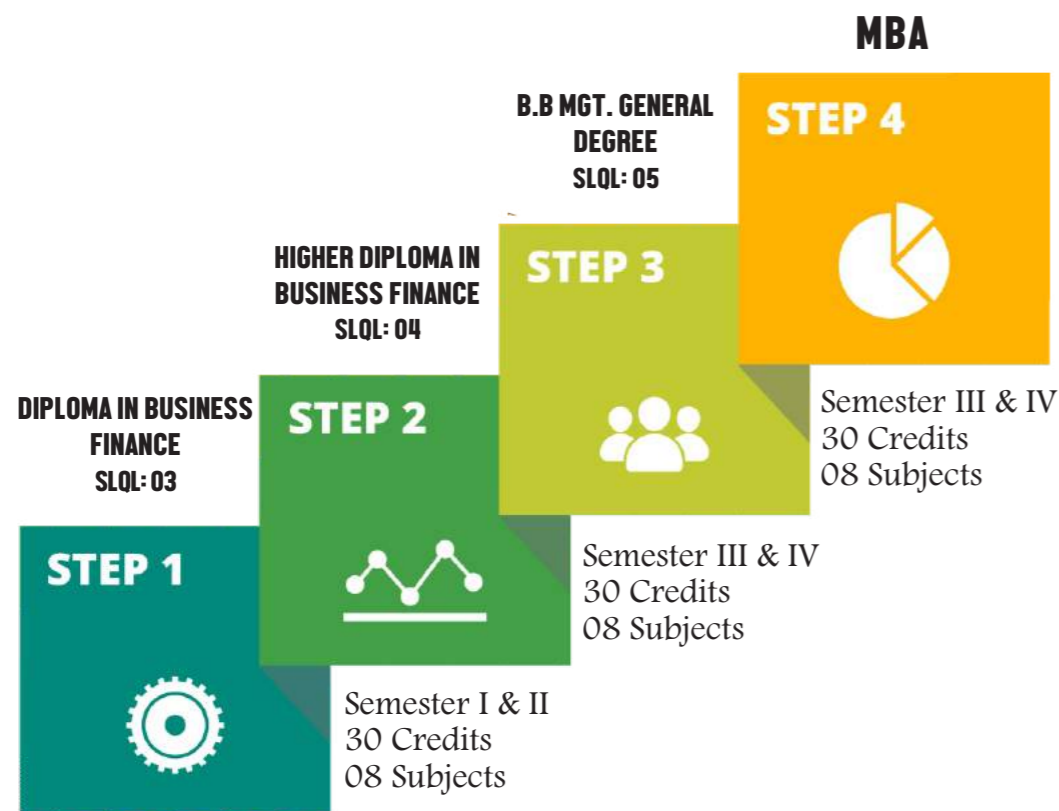 MBA
STEP 4
B.B MGT. GENERAL
DEGREE
SLQL: 05
STEP 3
HIGHER DIPLOMA IN
BUSINESS FINANCE
SLQL: 04
STEP 2
DIPLOMA IN BUSINESS
FINANCE
SLQL: 03
STEP 1
Semester III & IV
30 Credits
08 Subjects
Semester III & IV
30 Credits
08 Subjects
Semester I & II
30 Credits
08 Subjects